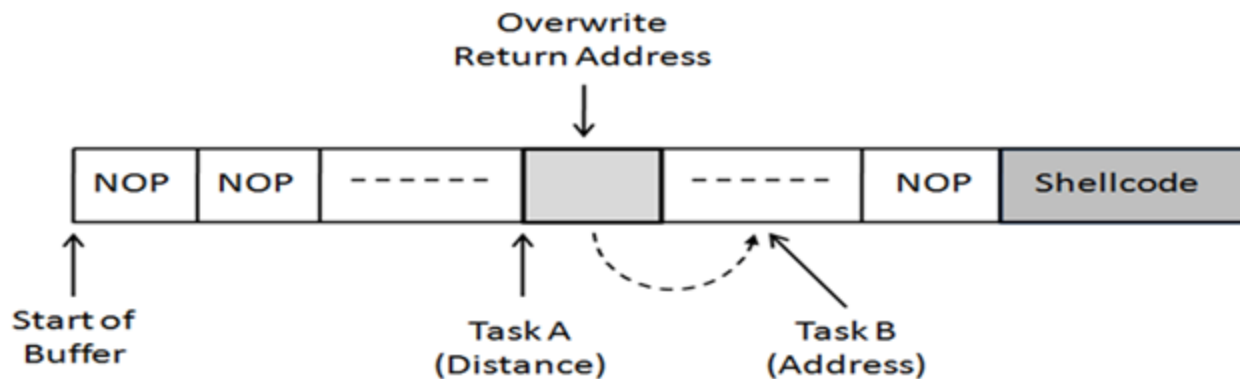 Overwrite
Return Address
NOP NOP ------ ------ NOP Shellcode
Start of
Buffer
Task A
(Distance)
Task B
(Address)